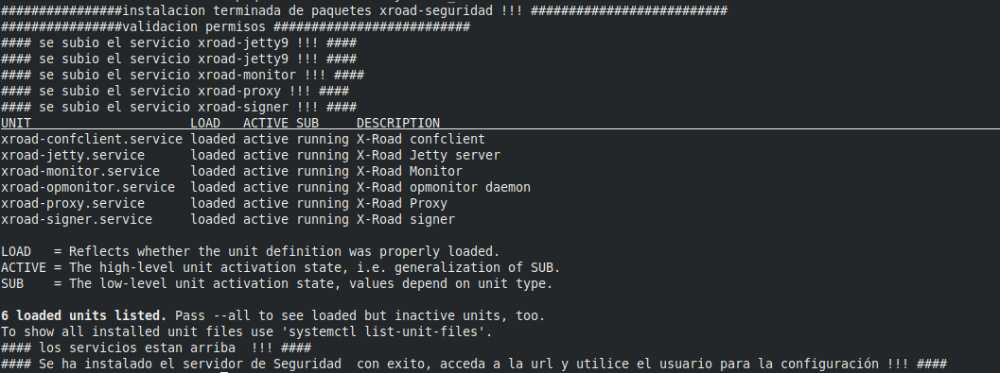 ################instalacion terminada de paquetes xroad-seguridad !!! ##########################
################validacion permisos ##########################
#### se subio el servicio xroad-jetty9 !!! ####
#### se subio el servicio xroad-jetty9 !!! ####
#### se subio el servicio xroad-monitor !!! ####
#### se subio el servicio xroad-proxy !!! ####
#### se subio el servicio xroad-signer !!! ####
UNIT                     LOAD   ACTIVE SUB     DESCRIPTION
xroad-confclient.service loaded active running X-Road confclient
xroad-jetty.service      loaded active running X-Road Jetty server
xroad-monitor.service    loaded active running X-Road Monitor
xroad-opmonitor.service  loaded active running X-Road opmonitor daemon
xroad-proxy.service      loaded active running X-Road Proxy
xroad-signer.service     loaded active running X-Road signer
LOAD   = Reflects whether the unit definition was properly loaded.
ACTIVE = The high-level unit activation state, i.e. generalization of SUB.
SUB    = The low-level unit activation state, values depend on unit type.
6 loaded units listed. Pass --all to see loaded but inactive units, too.
To show all installed unit files use 'systemctl list-unit-files'.
#### los servicios estan arriba  !!! ####
#### Se ha instalado el servidor de Seguridad  con exito, acceda a la url y utilice el usuario para la configuración !!! ####